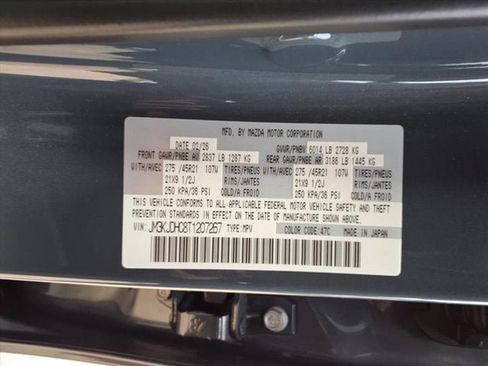 MFD. BY MAZDA MOTOR CORPORATION
DATE 02/26 GVWR/PNBV 6014 LB 2728 KG
FRONT GAWR/PNBE AV 2837 LB 1287 KG REAR GAWR/PNBE AR 3186 LB 1445 KG
WITH/AVEC 275 /45R21 107W TIRES/PNEUS WITH/AVEC 275 /45R21 107W TIRES/PNEUS
21X9 1/2J RIMS/JANTES 21X9 1/2J RIMS/JANTES
250 KPA/36 PSI COLD/A FROID 250 KPA/36 PSI COLD/A FROID
THIS VEHICLE CONFORMS TO ALL APPLICABLE FEDERAL MOTOR VEHICLE SAFETY AND
THEFT PREVENTION STANDARDS IN EFFECT ON THE DATE OF MANUFACTURE SHOWN ABOVE.
VIN: JM3KJDHC8T1207267 TYPE: MPV COLOR CODE: 47C
MADE IN JAPAN